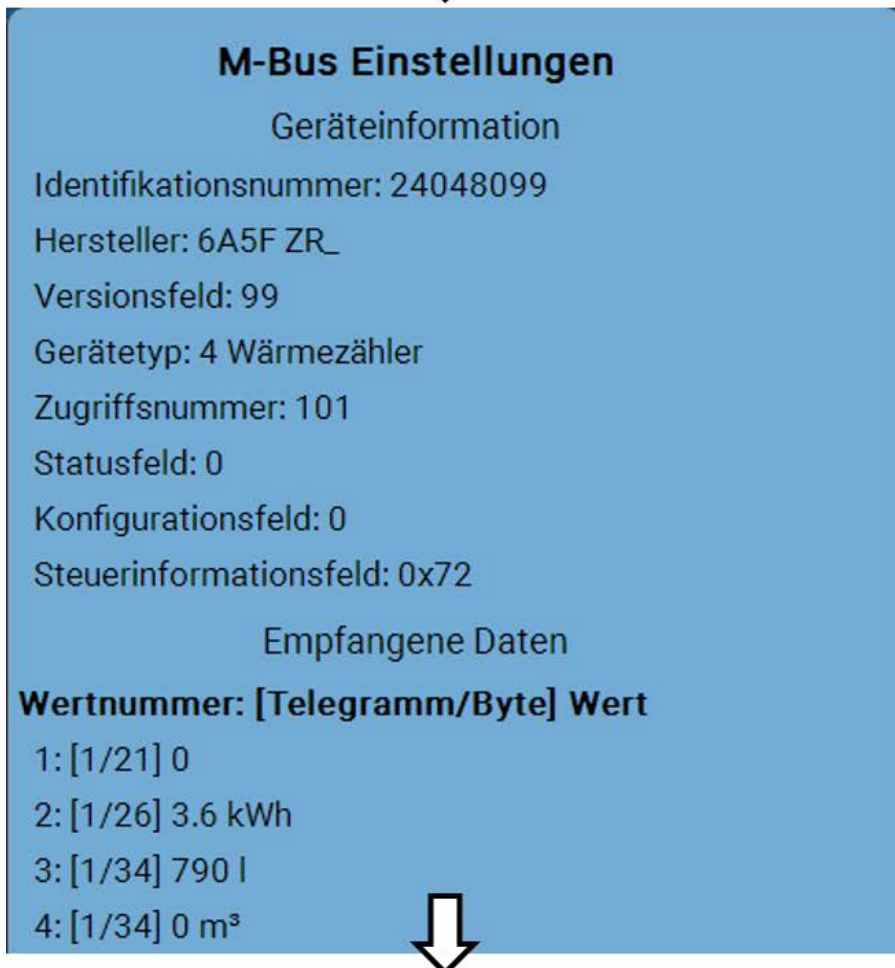 M-Bus Einstellungen
Geräteinformation
Identifikationsnummer: 24048099
Hersteller: 6A5F ZR_
Versionsfeld: 99
Gerätetyp: 4 Wärmezähler
Zugriffsnummer: 101
Statusfeld: 0
Konfigurationsfeld: 0
Steuerinformationsfeld: 0x72
Empfangene Daten
Wertnummer: [Telegramm/Byte] Wert
1: [1/21] 0
2: [1/26] 3.6 kWh
3: [1/34] 790 l
4: [1/34] 0 m³